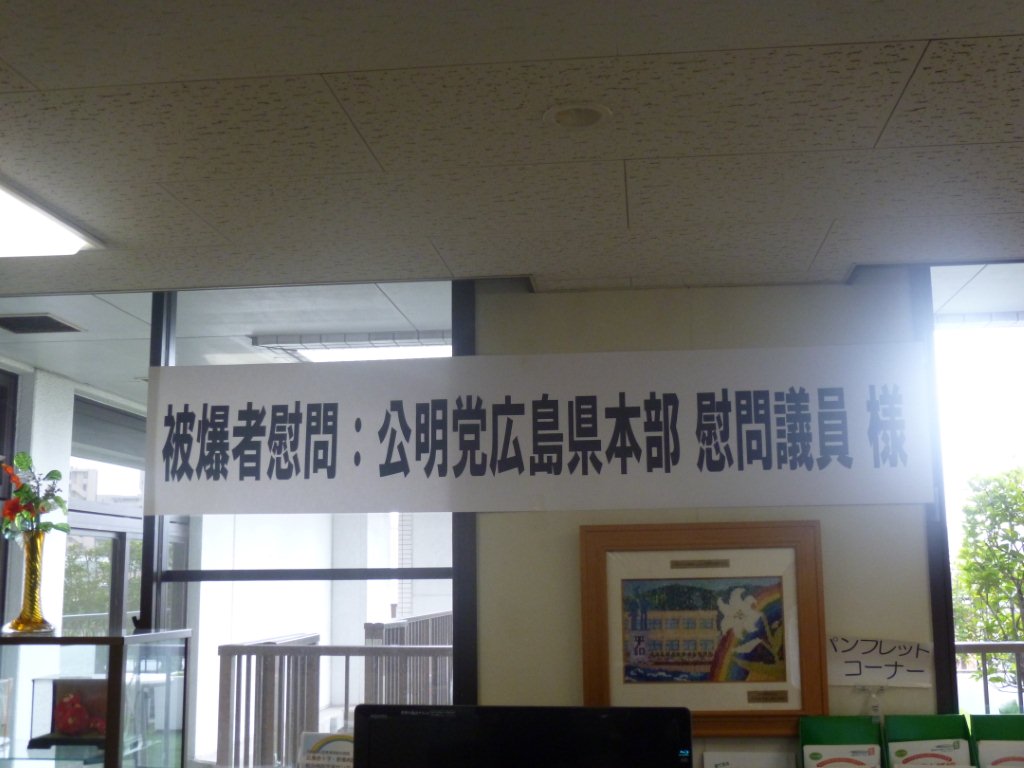 被爆者慰問：公明党広島県本部 慰問議員 様
パンフレット
コーナー